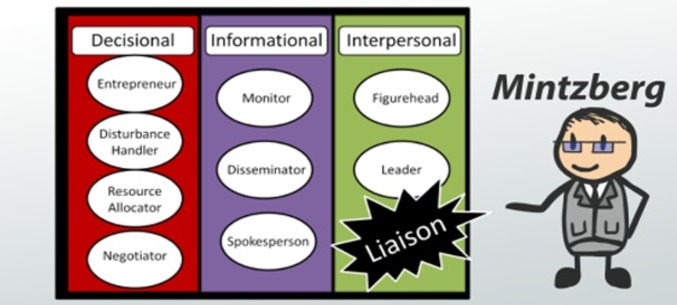 Decisional
Entrepreneur
Disturbance
Handler
Resource
Allocator
Negotiator
Informational
Monitor
Disseminator
Spokesperson
Interpersonal
Figurehead
Leader
Liaison
Mintzberg